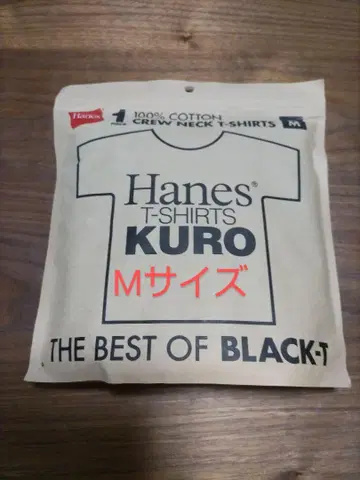 Hanes 1 100% COTTON
CREW NECK T-SHIRTS M
Hanes®
T-SHIRTS
KURO
Mサイズ
THE BEST OF BLACK-T